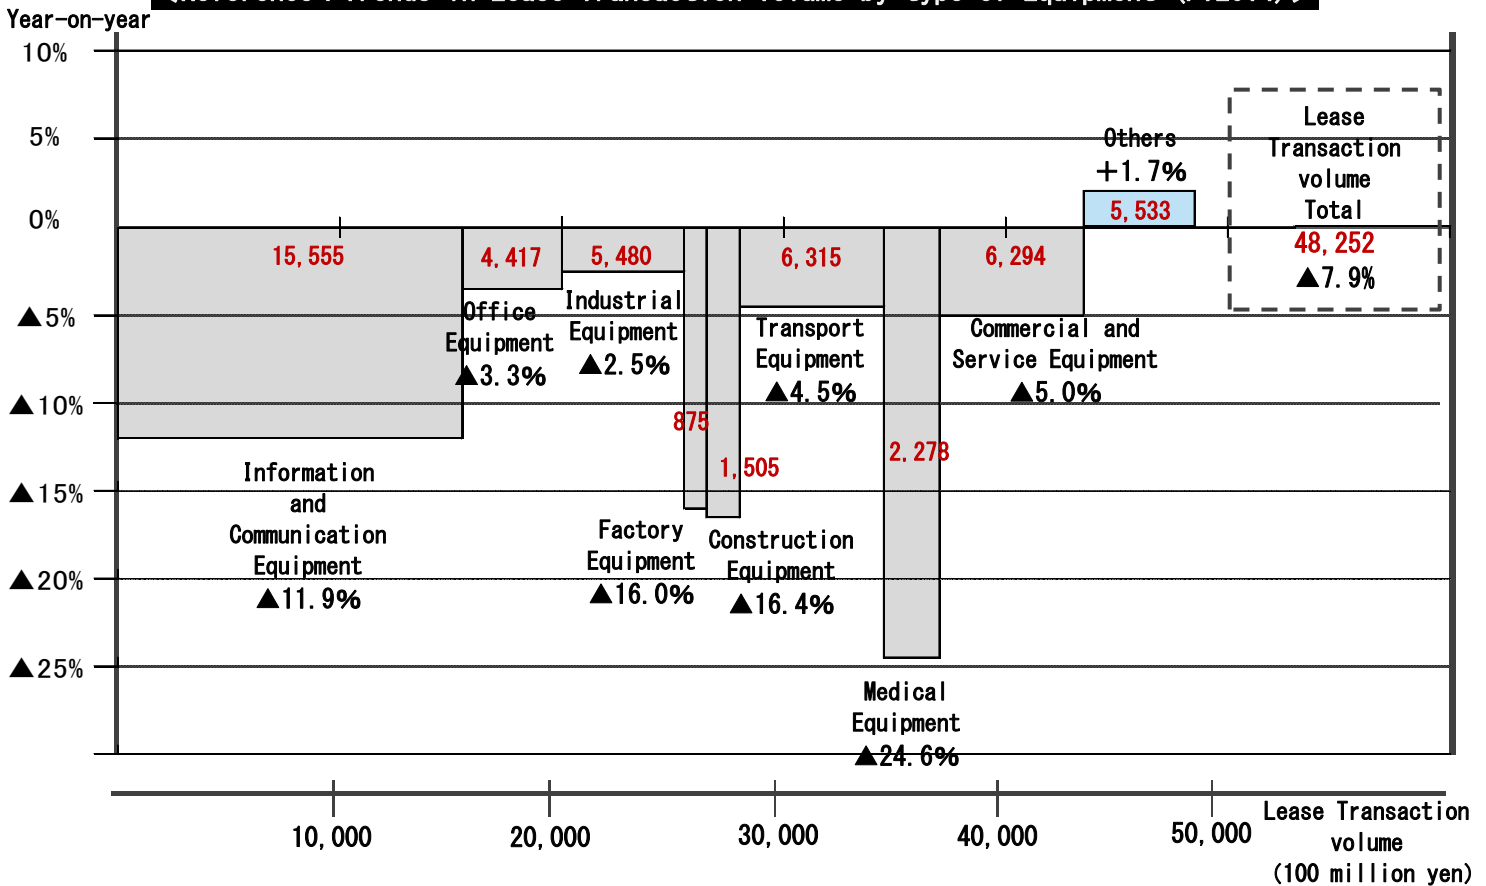 Year-on-year
10%
5%
0%
▲5%
▲10%
▲15%
▲20%
▲25%
15,555
Information
and
Communication
Equipment
▲11.9%
4,417
Office
Equipment
▲3.3%
5,480
Industrial
Equipment
▲2.5%
875
Factory
Equipment
▲16.0%
1,505
Construction
Equipment
▲16.4%
6,315
Transport
Equipment
▲4.5%
2,278
Medical
Equipment
▲24.6%
6,294
Commercial and
Service Equipment
▲5.0%
Others
+1.7%
5,533
Lease
Transaction
volume
Total
48,252
▲7.9%
10,000
20,000
30,000
40,000
50,000
Lease Transaction
volume
(100 million yen)